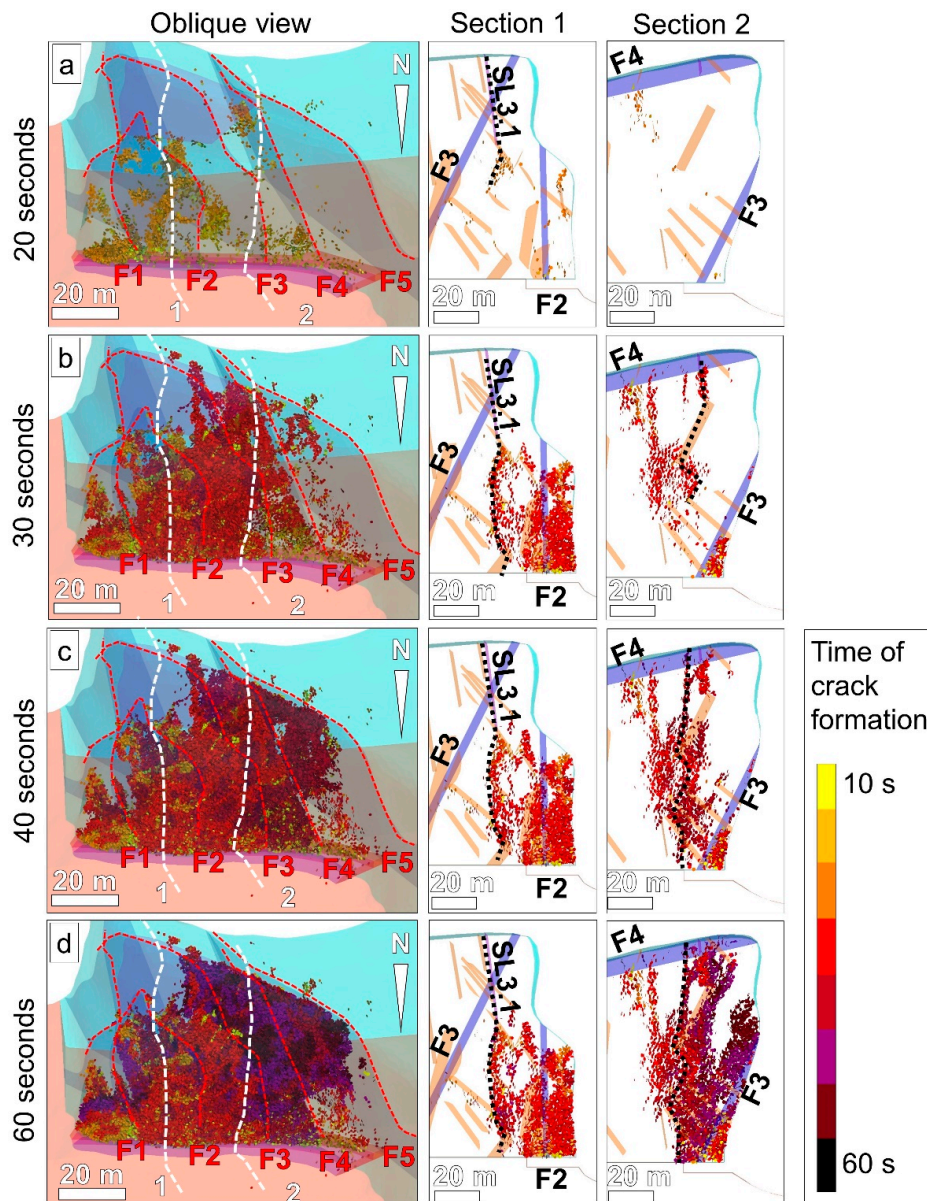 Oblique view Section 1 Section 2
20 seconds
a
N
F1 F2 F3 F4 F5
20 m
1 2
SL3 1
F3
20 m
F2
F4
F3
20 m
30 seconds
b
N
F1 F2 F3 F4 F5
20 m
1 2
SL3 1
F3
20 m
F2
F4
F3
20 m
40 seconds
c
N
F1 F2 F3 F4 F5
20 m
1 2
SL3 1
F3
20 m
F2
F4
F3
20 m
60 seconds
d
N
F1 F2 F3 F4 F5
20 m
1 2
SL3 1
F3
20 m
F2
F4
F3
20 m
Time of
crack
formation
10 s
60 s